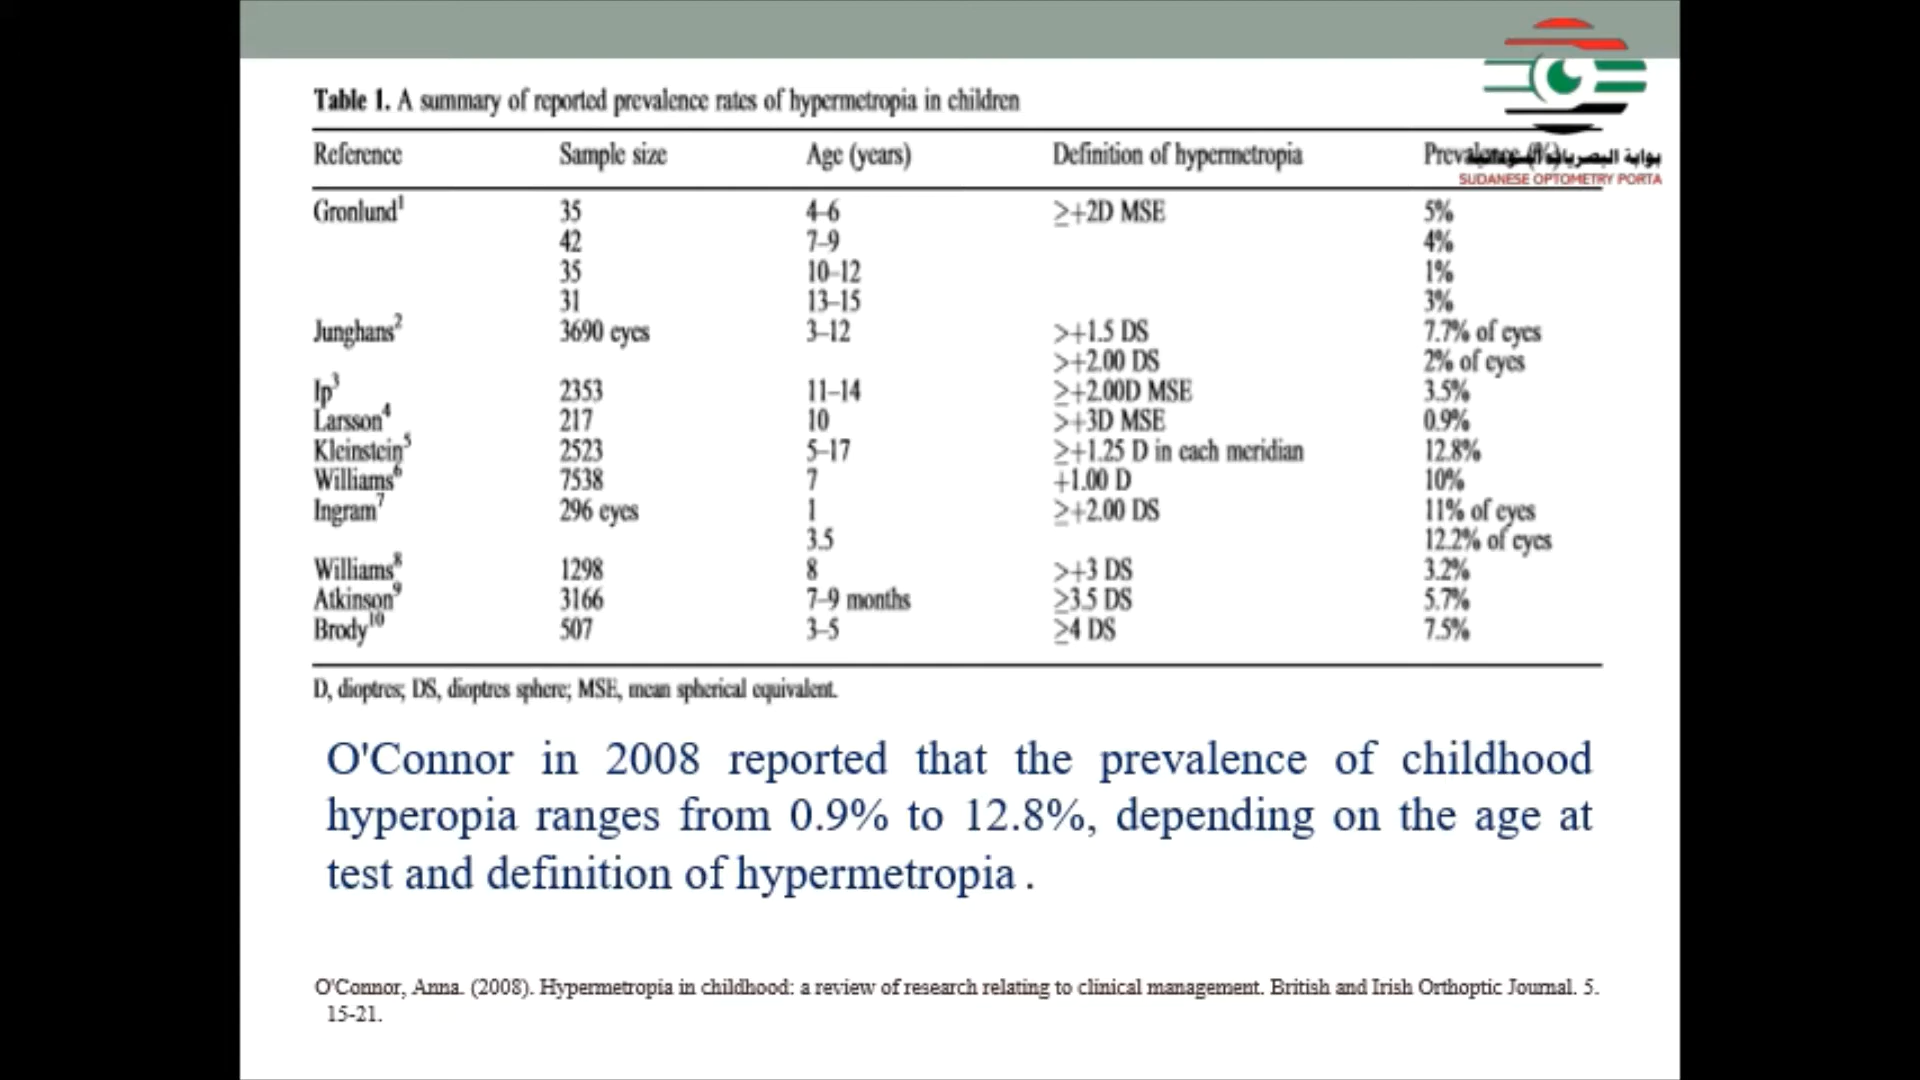 Table 1. A summary of reported prevalence rates of hypermetropia in children
Reference Sample size Age (years) Definition of hypermetropia Prevalence (%)
بوابة البصريات السودانية
SUDANESE OPTOMETRY PORTA
Gronlund¹ 35 4–6 ≥+2D MSE 5%
42 7–9 4%
35 10–12 1%
31 13–15 3%
Junghans² 3690 eyes 3–12 >+1.5 DS 7.7% of eyes
>+2.00 DS 2% of eyes
Ip³ 2353 11–14 ≥+2.00D MSE 3.5%
Larsson⁴ 217 10 >+3D MSE 0.9%
Kleinstein⁵ 2523 5–17 ≥+1.25 D in each meridian 12.8%
Williams⁶ 7538 7 +1.00 D 10%
Ingram⁷ 296 eyes 1 ≥+2.00 DS 11% of eyes
3.5 12.2% of eyes
Williams⁸ 1298 8 >+3 DS 3.2%
Atkinson⁹ 3166 7–9 months ≥3.5 DS 5.7%
Brody¹⁰ 507 3–5 ≥4 DS 7.5%
D, dioptres; DS, dioptres sphere; MSE, mean spherical equivalent.
O'Connor in 2008 reported that the prevalence of childhood
hyperopia ranges from 0.9% to 12.8%, depending on the age at
test and definition of hypermetropia .
O'Connor, Anna. (2008). Hypermetropia in childhood: a review of research relating to clinical management. British and Irish Orthoptic Journal. 5.
15-21.